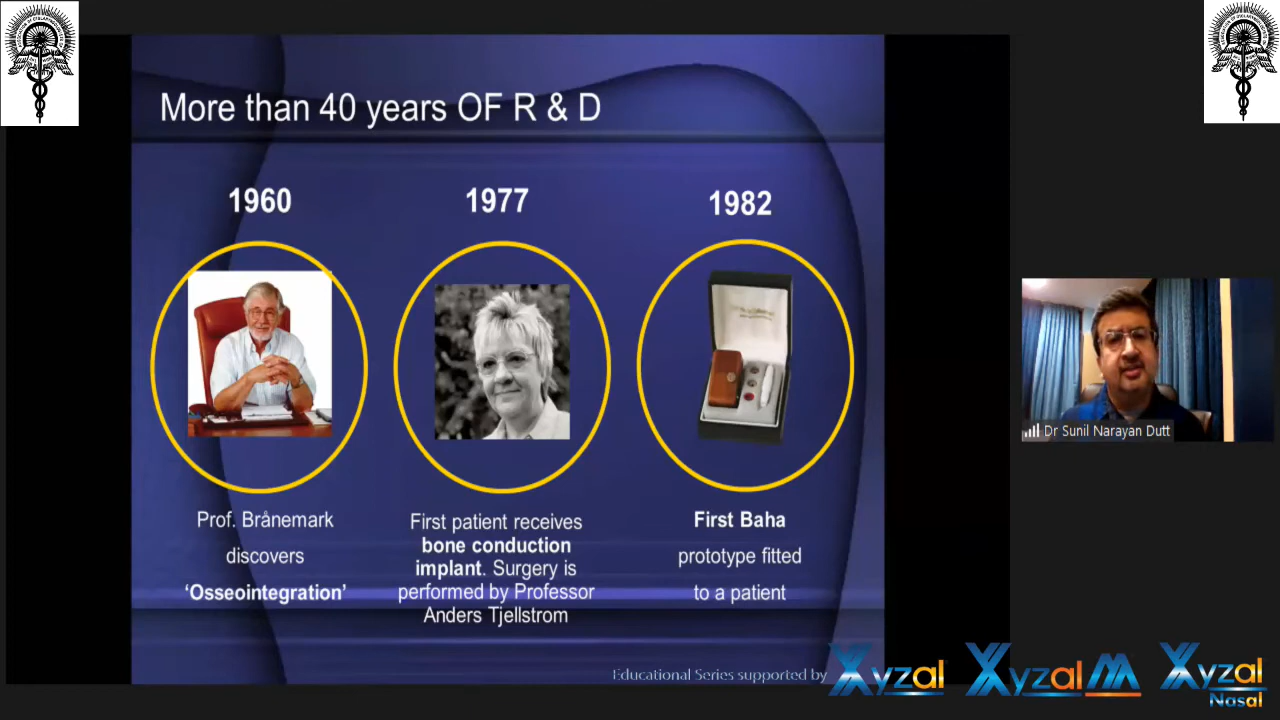 More than 40 years OF R & D
1960
1977
1982
Prof. Brånemark
discovers
‘Osseointegration’
First patient receives
bone conduction
implant. Surgery is
performed by Professor
Anders Tjellstrom
First Baha
prototype fitted
to a patient
Dr Sunil Narayan Dutt
Educational Series supported by
Xyzal
Xyzal M
Xyzal
Nasal